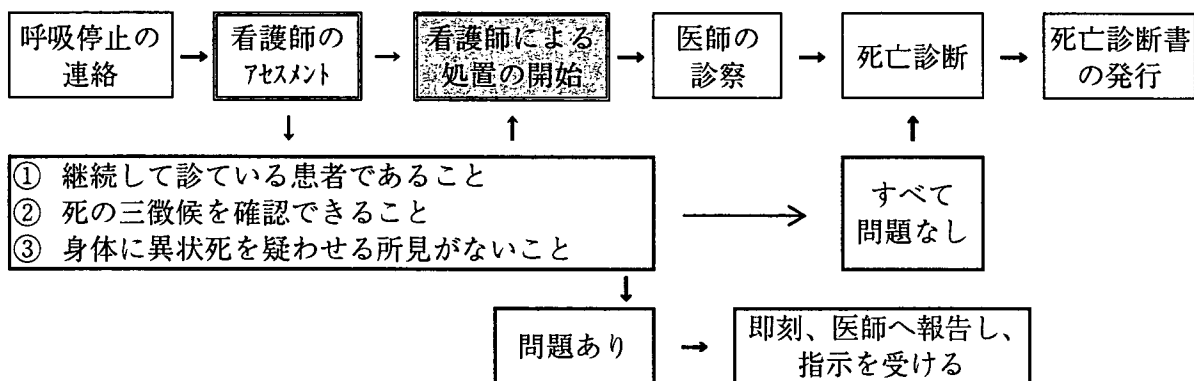 呼吸停止の
連絡
→
看護師の
アセスメント
→
看護師による
処置の開始
→
医師の
診察
→
死亡診断
→
死亡診断書
の発行
↓
↑
↑
① 継続して診ている患者であること
② 死の三徴候を確認できること
③ 身体に異状死を疑わせる所見がないこと
→
すべて
問題なし
↓
問題あり
→
即刻、医師へ報告し、
指示を受ける